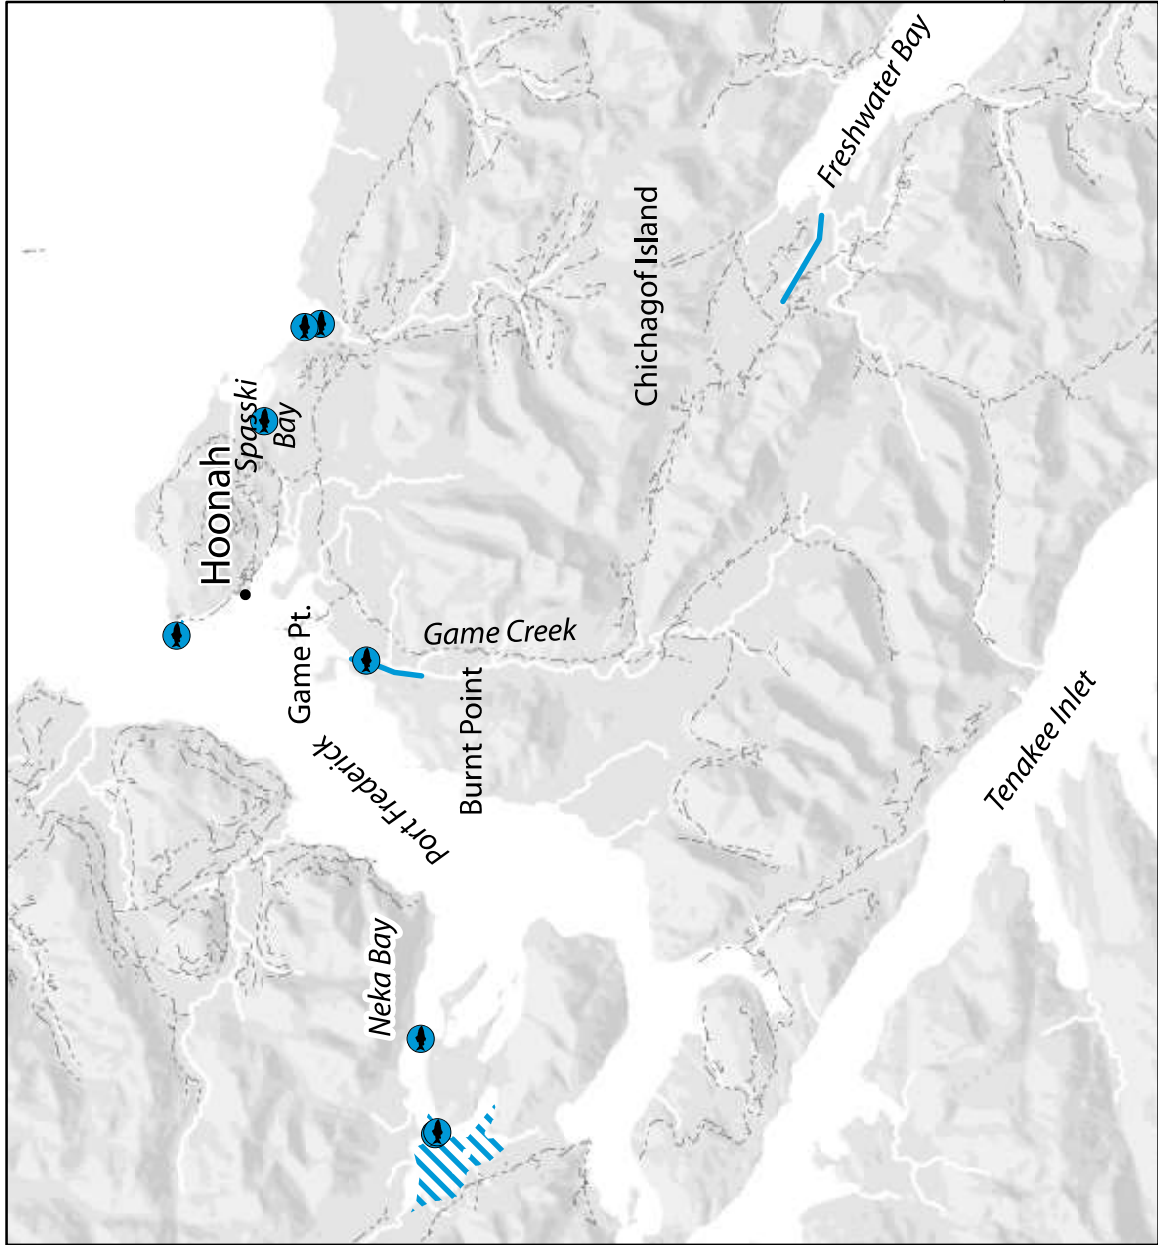 Freshwater Bay
Chichagof Island
Spasski
Bay
Hoonah
Game Pt.
Game Creek
Burnt Point
Port Frederick
Tenakee Inlet
Neka Bay